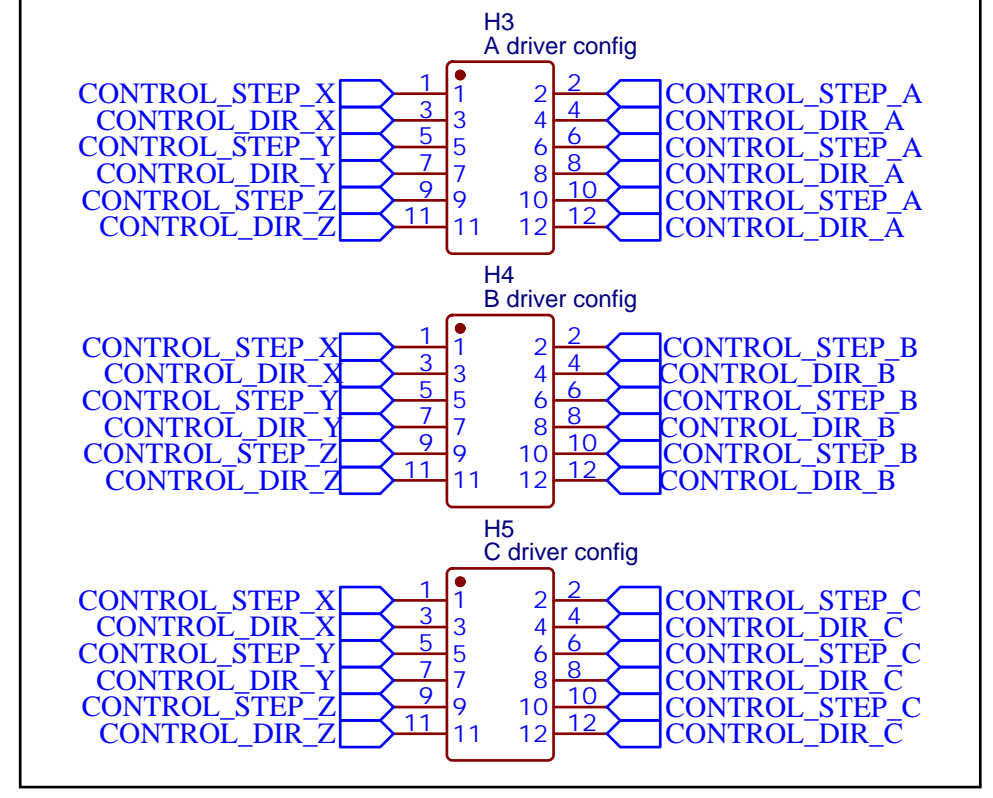 H3
A driver config
CONTROL_STEP_X 1 1 2 2 CONTROL_STEP_A
CONTROL_DIR_X 3 3 4 4 CONTROL_DIR_A
CONTROL_STEP_Y 5 5 6 6 CONTROL_STEP_A
CONTROL_DIR_Y 7 7 8 8 CONTROL_DIR_A
CONTROL_STEP_Z 9 9 10 10 CONTROL_STEP_A
CONTROL_DIR_Z 11 11 12 12 CONTROL_DIR_A
H4
B driver config
CONTROL_STEP_X 1 1 2 2 CONTROL_STEP_B
CONTROL_DIR_X 3 3 4 4 CONTROL_DIR_B
CONTROL_STEP_Y 5 5 6 6 CONTROL_STEP_B
CONTROL_DIR_Y 7 7 8 8 CONTROL_DIR_B
CONTROL_STEP_Z 9 9 10 10 CONTROL_STEP_B
CONTROL_DIR_Z 11 11 12 12 CONTROL_DIR_B
H5
C driver config
CONTROL_STEP_X 1 1 2 2 CONTROL_STEP_C
CONTROL_DIR_X 3 3 4 4 CONTROL_DIR_C
CONTROL_STEP_Y 5 5 6 6 CONTROL_STEP_C
CONTROL_DIR_Y 7 7 8 8 CONTROL_DIR_C
CONTROL_STEP_Z 9 9 10 10 CONTROL_STEP_C
CONTROL_DIR_Z 11 11 12 12 CONTROL_DIR_C